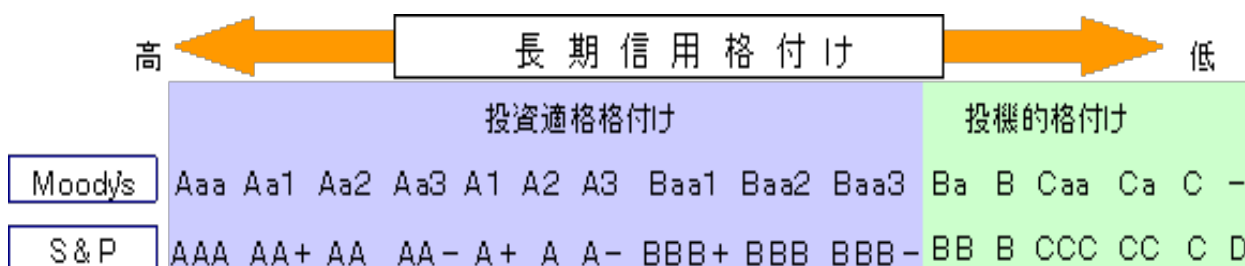 高 長期信用格付け 低
投資適格格付け 投機的格付け
Moody's Aaa Aa1 Aa2 Aa3 A1 A2 A3 Baa1 Baa2 Baa3 Ba B Caa Ca C -
S&P AAA AA+ AA AA- A+ A A- BBB+ BBB BBB- BB B CCC CC C D